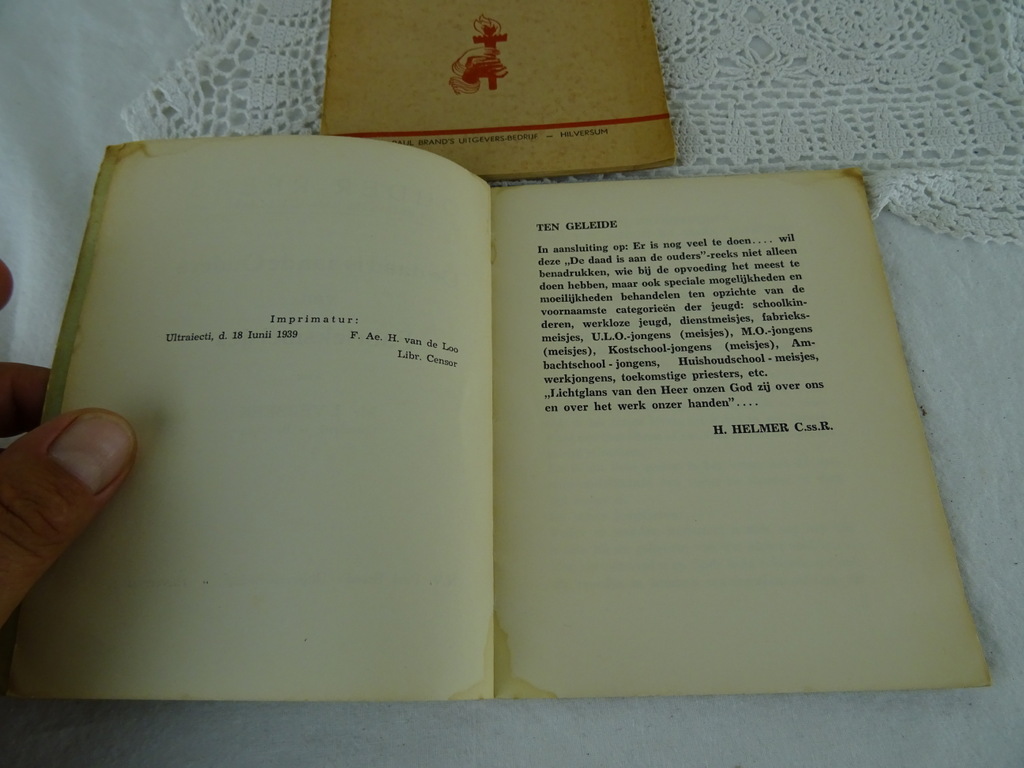 PAUL BRAND'S UITGEVERS-BEDRIJF — HILVERSUM
Imprimatur:
Ultraiecti, d. 18 Iunii 1939 F. Ae. H. van de Loo
Libr. Censor
TEN GELEIDE
In aansluiting op: Er is nog veel te doen.... wil
deze „De daad is aan de ouders"-reeks niet alleen
benadrukken, wie bij de opvoeding het meest te
doen hebben, maar ook speciale mogelijkheden en
moeilijkheden behandelen ten opzichte van de
voornaamste categorieën der jeugd: schoolkin-
deren, werkloze jeugd, dienstmeisjes, fabrieks-
meisjes, U.L.O.-jongens (meisjes), M.O.-jongens
(meisjes), Kostschool-jongens (meisjes), Am-
bachtschool - jongens, Huishoudschool - meisjes,
werkjongens, toekomstige priesters, etc.
„Lichtglans van den Heer onzen God zij over ons
en over het werk onzer handen"....
H. HELMER C.ss.R.